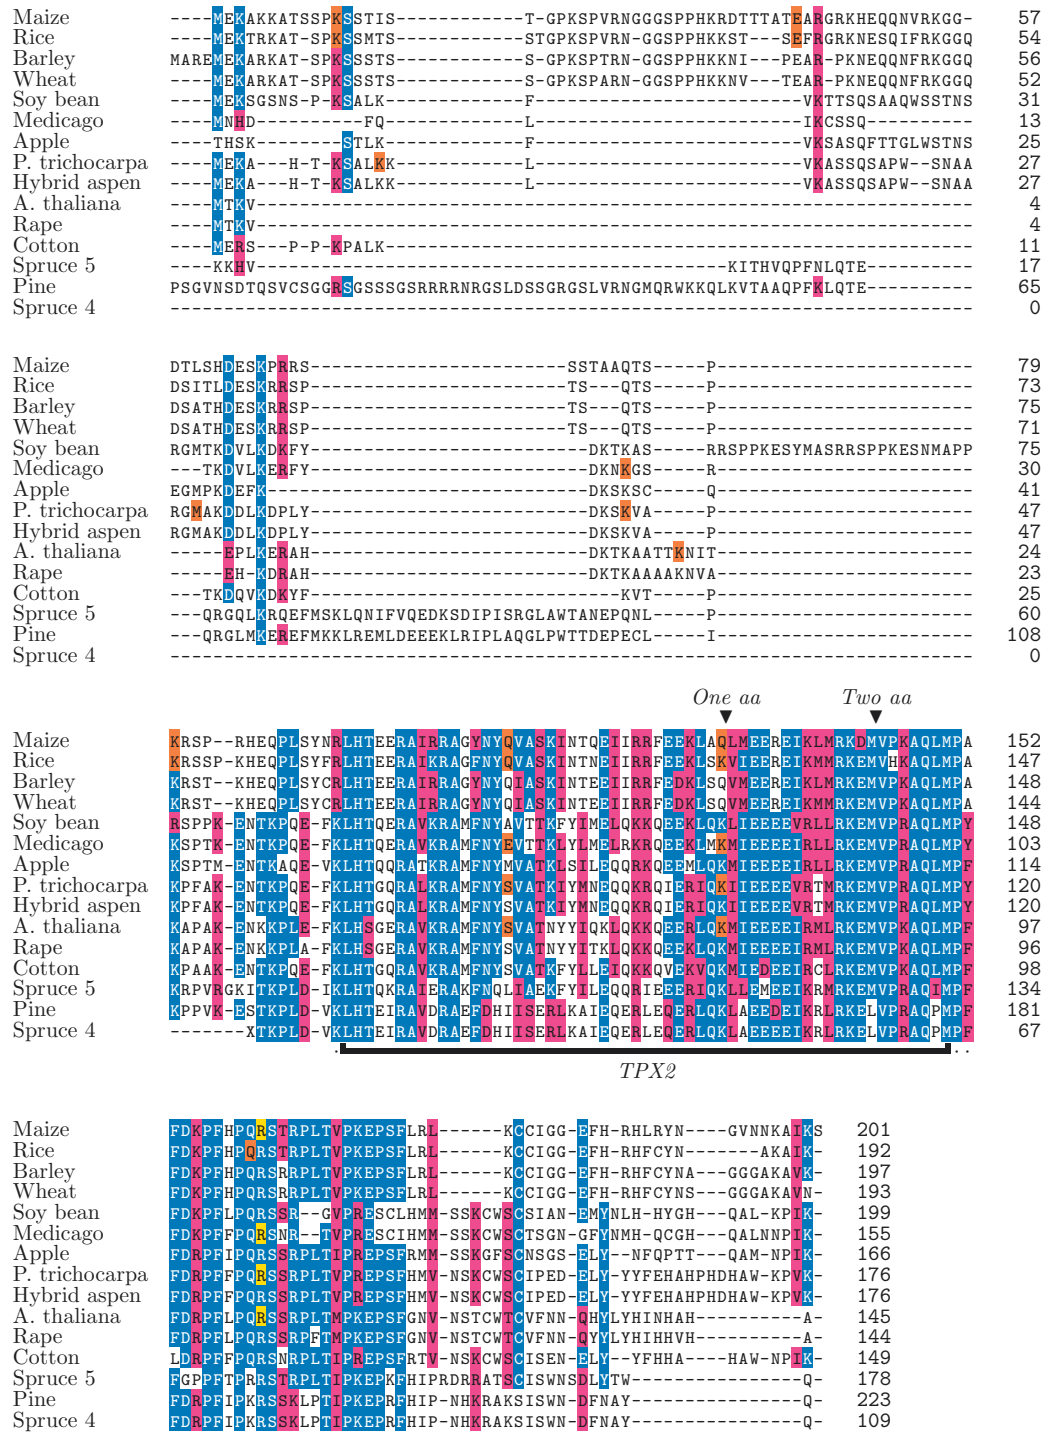 Maize ----MEKAKKATSSPKSSTIS------------T-GPKSPVRNGGGSPPHKRDTTTATEARGRKHEQQNVRKGG- 57
Rice ----MEKTRKAT-SPKSSMTS------------STGPKSPVRN-GGSPPHKKST---SEFRGRKNESQIFRKGGQ 54
Barley MAREMEKARKAT-SPKSSSTS------------S-GPKSPTRN-GGSPPHKKNI---PEAR-PKNEQQNFRKGGQ 56
Wheat ----MEKARKAT-SPKSSSTS------------S-GPKSPARN-GGSPPHKKNV---TEAR-PKNEQQNFRKGGQ 52
Soy bean ----MEKSGSNS-P-KSALK-------------F-------------------------VKTTSQSAAQWSSTNS 31
Medicago ----MNHD----------FQ-------------L-------------------------IKCSSQ---------- 13
Apple ----THSK--------STLK-------------F-------------------------VKSASQFTTGLWSTNS 25
P. trichocarpa ----MEKA---H-T-KSALKK------------L-------------------------VKASSQSAPW--SNAA 27
Hybrid aspen ----MEKA---H-T-KSALKK------------L-------------------------VKASSQSAPW--SNAA 27
A. thaliana ----MTKV------------------------------------------------------------------- 4
Rape ----MTKV------------------------------------------------------------------- 4
Cotton ----MERS---P-P-KPALK------------------------------------------------------- 11
Spruce 5 ----KKHV--------------------------------------------KITHVQPFNLQTE---------- 17
Pine PSGVNSDTQSVCSGGRSGSSSGSRRRRNRGSLDSSGRGSLVRNGMQRWKKQLKVTAAQPFKLQTE---------- 65
Spruce 4 --------------------------------------------------------------------------- 0
Maize DTLSHDESKPRRS------------------------SSTAAQTS-----P------------------------ 79
Rice DSITLDESKRRSP------------------------TS---QTS-----P------------------------ 73
Barley DSATHDESKRRSP------------------------TS---QTS-----P------------------------ 75
Wheat DSATHDESKRRSP------------------------TS---QTS-----P------------------------ 71
Soy bean RGMTKDVLKDKFY--------------------------DKTKAS-----RRSPPKESYMASRRSPPKESNMAPP 75
Medicago ---TKDVLKERFY--------------------------DKNKGS-----R------------------------ 30
Apple EGMPKDEFK------------------------------DKSKSC-----Q------------------------ 41
P. trichocarpa RGMAKDDLKDPLY--------------------------DKSKVA-----P------------------------ 47
Hybrid aspen RGMAKDDLKDPLY--------------------------DKSKVA-----P------------------------ 47
A. thaliana -----EPLKERAH--------------------------DKTKAATTKNIT------------------------ 24
Rape -----EH-KDRAH--------------------------DKTKAAAAKNVA------------------------ 23
Cotton ---TKDQVKDKYF-----------------------------KVT-----P------------------------ 25
Spruce 5 ---QRGQLKRQEFMSKLQNIFVQEDKSDIPISRGLAWTANEPQNL-----P------------------------ 60
Pine ---QRGLMKEREFMKKLREMLDEEEKLRIPLAQGLPWTTDEPECL-----I------------------------ 108
Spruce 4 --------------------------------------------------------------------------- 0
One aa Two aa
Maize KRSP--RHEQPLSYNRLHTEERAIRRAGYNYQVASKINTQEIIRRFEEKLAQLMEEREIKLMRKDMVPKAQLMPA 152
Rice KRSSP-KHEQPLSYFRLHTEERAIKRAGFNYQVASKINTNEIIRRFEEKLSKVIEEREIKMMRKEMVHKAQLMPA 147
Barley KRST--KHEQPLSYCRLHTEERAIRRAGYNYQIASKINTEEIIRRFEDKLSQVMEEREIKMMRKEMVPKAQLMPA 148
Wheat KRST--KHEQPLSYCRLHTEERAIRRAGYNYQIASKINTEEIIRRFEDKLSQVMEEREIKMMRKEMVPKAQLMPA 144
Soy bean RSPPK-ENTKPQE-FKLHTQERAVKRAMFNYAVTTKFYIMELQKKQEEKLQKLIEEEEVRLLRKEMVPRAQLMPY 148
Medicago KSPTK-ENTKPQE-FKLHTQERAVKRAMFNYEVTTKLYLMELRKRQEEKLMKMIEEEEIRLLRKEMVPRAQLMPY 103
Apple KSPTM-ENTKAQE-VKLHTQQRATKRAMFNYMVATKLSILEQQRKQEEMLQKMIEEEEIRLLRKEMVPRAQLMPF 114
P. trichocarpa KPFAK-ENTKPQE-FKLHTGQRALKRAMFNYSVATKIYMNEQQKRQIERIQKIIEEEEVRTMRKEMVPRAQLMPY 120
Hybrid aspen KPFAK-ENTKPQE-FKLHTGQRALKRAMFNYSVATKIYMNEQQKRQIERIQKIIEEEEVRTMRKEMVPRAQLMPY 120
A. thaliana KAPAK-ENKKPLE-FKLHSGERAVKRAMFNYSVATNYYIQKLQKKQEERLQKMIEEEEIRMLRKEMVPRAQLMPF 97
Rape KAPAK-ENKKPLA-FKLHSGERAVKRAMFNYSVATNYYITKLQKKQEEKLQKMIEEEEIRMLRKEMVPRAQLMPF 96
Cotton KPAAK-ENTKPQE-FKLHTGQRAVKRAMFNYSVATKFYLLEIQKKQVEKVQKMIEDEEIRCLRKEMVPKAQLMPF 98
Spruce 5 KRPVRGKITKPLD-IKLHTQKRAIERAKFNQLIAEKFYILEQQRIEEERIQKLLEMEEIKRMRKEMVPRAQIMPF 134
Pine KPPVK-ESTKPLD-VKLHTEIRAVDRAEFDHIISERLKAIEQERLEQERLQKLAEEDEIKRLRKELVPRAQLMPF 181
Spruce 4 -------XTKPLD-VKLHTEIRAVDRAEFDHIISERLKAIEQERLEQERLQKLAEEEEIKRLRKELVPRAQPMPF 67
TPX2
Maize FDKPFHPQRSTRPLTVPKEPSFLRL------KCCIGG-EFH-RHLRYN---GVNNKAIKS 201
Rice FDKPFHPQRSTRPLTVPKEPSFLRL------KCCIGG-EFH-RHFCYN-------AKAIK- 192
Barley FDKPFHPQRSRRPLTVPKEPSFLRL------KCCIGG-EFH-RHFCYNA---GGGAKAVK- 197
Wheat FDKPFHPQRSRRPLTVPKEPSFLRL------KCCIGG-EFH-RHFCYNS---GGGAKAVN- 193
Soy bean FDKPFLPQRSSR--GVPRESCLHMM-SSKCWSCSIAN-EMYNLH-HYGH---QAL-KPIK- 199
Medicago FDKPFFPQRSNR--TVPRESCIHMM-SSKCWSCTSGN-GFYNMH-QCGH---QALNNPIK- 155
Apple FDRPFIPQRSSRPLTIPREPSFRMM-SSKGFSCNSGS-ELY--NFQPTT---QAM-NPIK- 166
P. trichocarpa FDRPFFPQRSSRPLTVPREPSFHMV-NSKCWSCIPED-ELY-YYFEHAHPHDHAW-KPVK- 176
Hybrid aspen FDRPFFPQRSSRPLTVPREPSFHMV-NSKCWSCIPED-ELY-YYFEHAHPHDHAW-KPVK- 176
A. thaliana FDRPFLPQRSSRPLTMPKEPSFGNV-NSTCWTCVFNN-QHYLYHINHAH----------A- 145
Rape FDRPFLPQRSSRPFTMPKEPSFGNV-NSTCWTCVFNN-QYYLYHIHHVH----------A- 144
Cotton LDRPFFPQRSNRPLTIPREPSFRTV-NSKCWSCISEN-ELY--YFHHA----HAW-NPIK- 149
Spruce 5 FGPPFTPRRSTRPLTIPKEPKFHIPRDRRATSCISWNSDLYTW----------------Q- 178
Pine FDRPFIPKRSSKLPTIPKEPRFHIP-NHKRAKSISWN-DFNAY----------------Q- 223
Spruce 4 FDRPFIPKRSSKLPTIPKEPRFHIP-NHKRAKSISWN-DFNAY----------------Q- 109